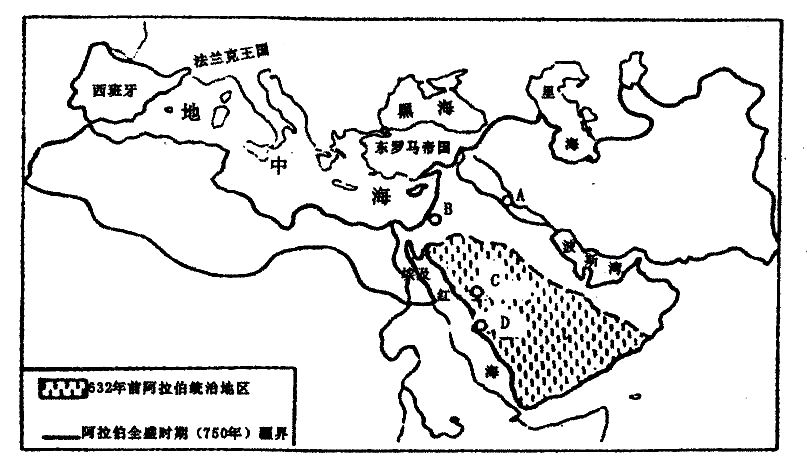 法兰克王国
西班牙
地
中
海
黑海
里
海
东罗马帝国
A
B
波斯湾
埃及
红
海
C
D
632年前阿拉伯统治地区
阿拉伯全盛时期（750年）疆界